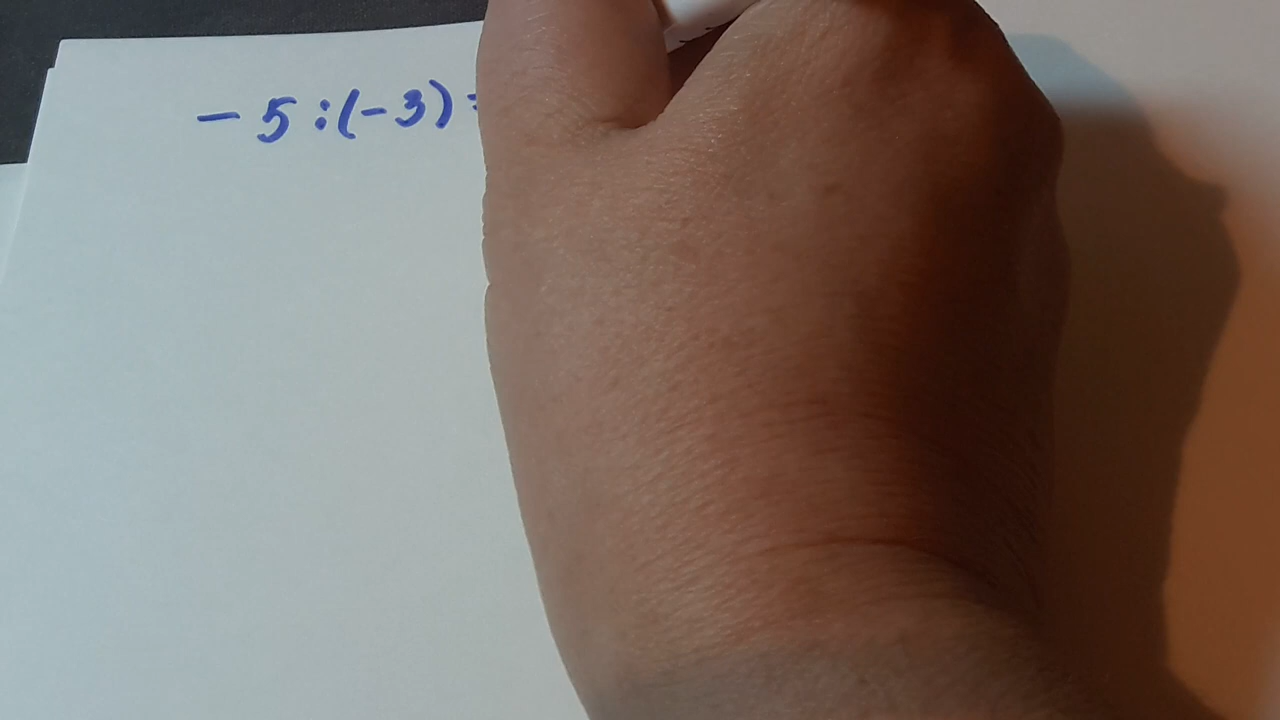 - 5 : (-3) =